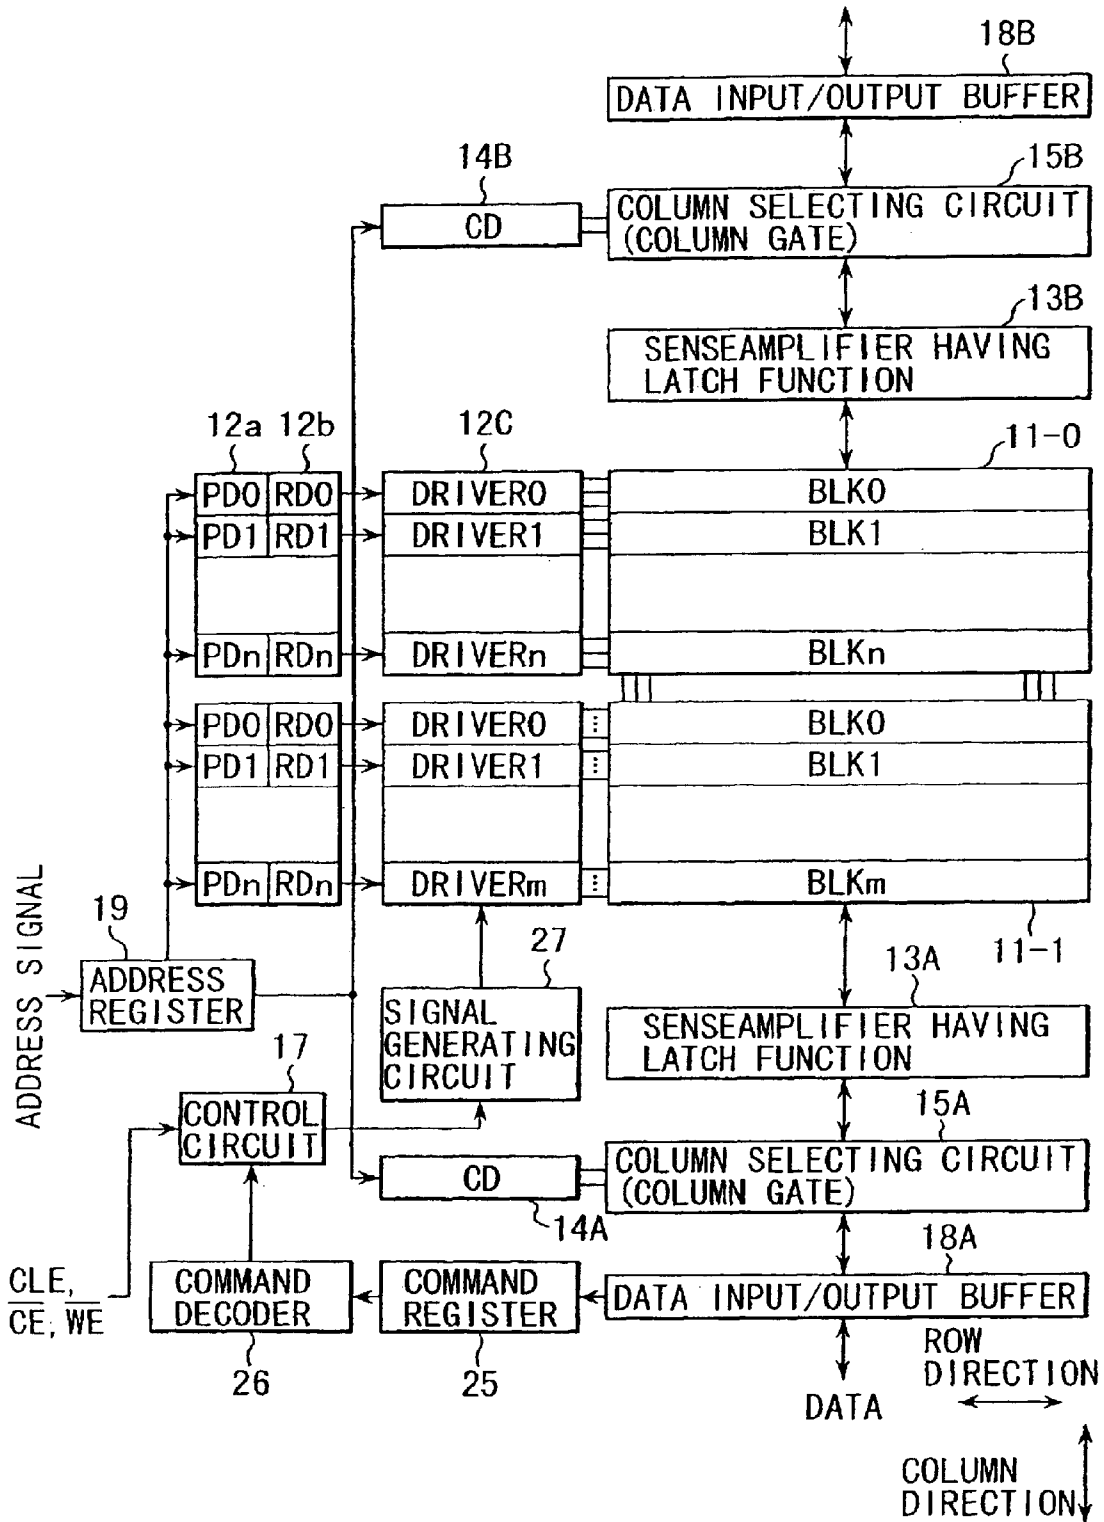 18B
DATA INPUT/OUTPUT BUFFER
14B
15B
CD
COLUMN SELECTING CIRCUIT
(COLUMN GATE)
13B
SENSEAMPLIFIER HAVING
LATCH FUNCTION
12a 12b 12C 11-0
PD0 RD0 DRIVER0 BLK0
PD1 RD1 DRIVER1 BLK1
PDn RDn DRIVERn BLKn
PD0 RD0 DRIVER0 BLK0
PD1 RD1 DRIVER1 BLK1
PDn RDn DRIVERm BLKm
11-1
ADDRESS SIGNAL
19
ADDRESS
REGISTER
27
SIGNAL
GENERATING
CIRCUIT
13A
SENSEAMPLIFIER HAVING
LATCH FUNCTION
17
CONTROL
CIRCUIT
15A
CD
14A
COLUMN SELECTING CIRCUIT
(COLUMN GATE)
18A
CLE,
CE, WE
COMMAND
DECODER
26
COMMAND
REGISTER
25
DATA INPUT/OUTPUT BUFFER
DATA
ROW
DIRECTION
COLUMN
DIRECTION